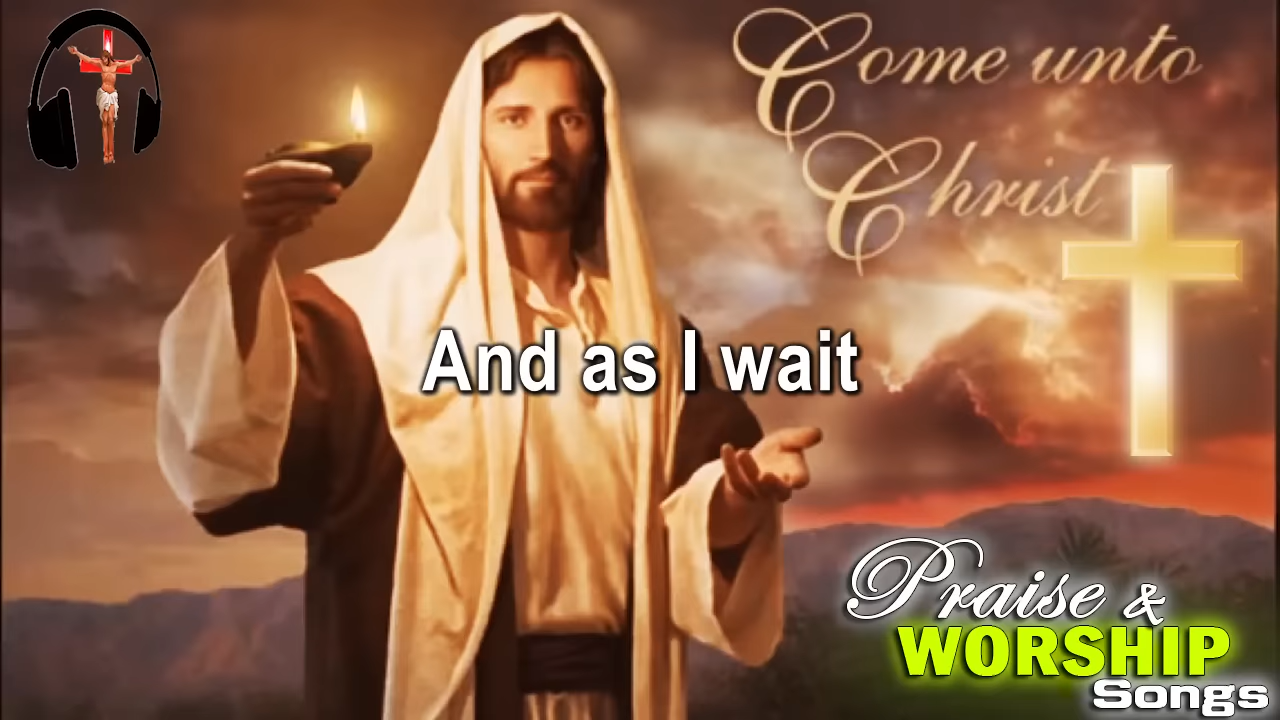 Come unto
Christ
And as I wait
Praise &
WORSHIP
Songs